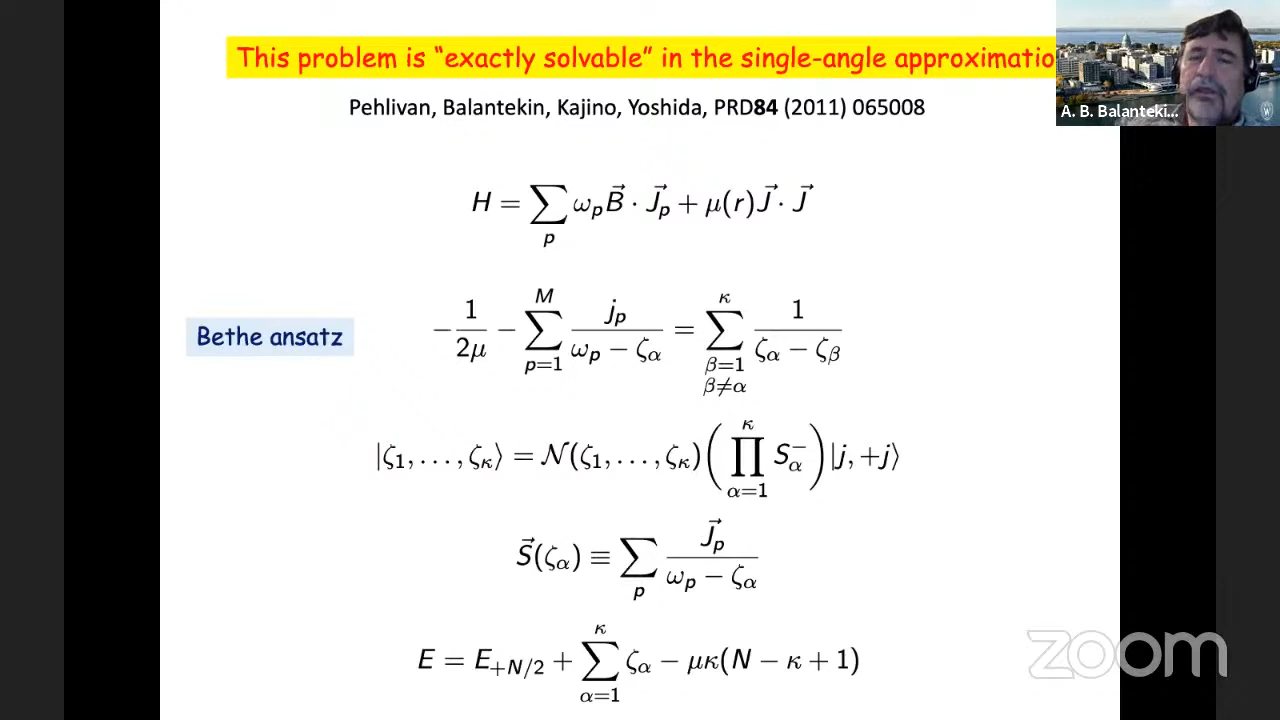 This problem is “exactly solvable” in the single-angle approximatio
Pehlivan, Balantekin, Kajino, Yoshida, PRD84 (2011) 065008
A. B. Balanteki...
H = ∑_p ω_p B⃗ · J⃗_p + μ(r) J⃗ · J⃗
Bethe ansatz
− 1/(2μ) − ∑_{p=1}^{M} j_p/(ω_p − ζ_α) = ∑_{β=1, β≠α}^{κ} 1/(ζ_α − ζ_β)
|ζ_1, . . . , ζ_κ⟩ = 𝒩(ζ_1, . . . , ζ_κ) ( ∏_{α=1}^{κ} S_α^− ) |j, +j⟩
S⃗(ζ_α) ≡ ∑_p J⃗_p/(ω_p − ζ_α)
E = E_{+N/2} + ∑_{α=1}^{κ} ζ_α − μκ(N − κ + 1)
zoom